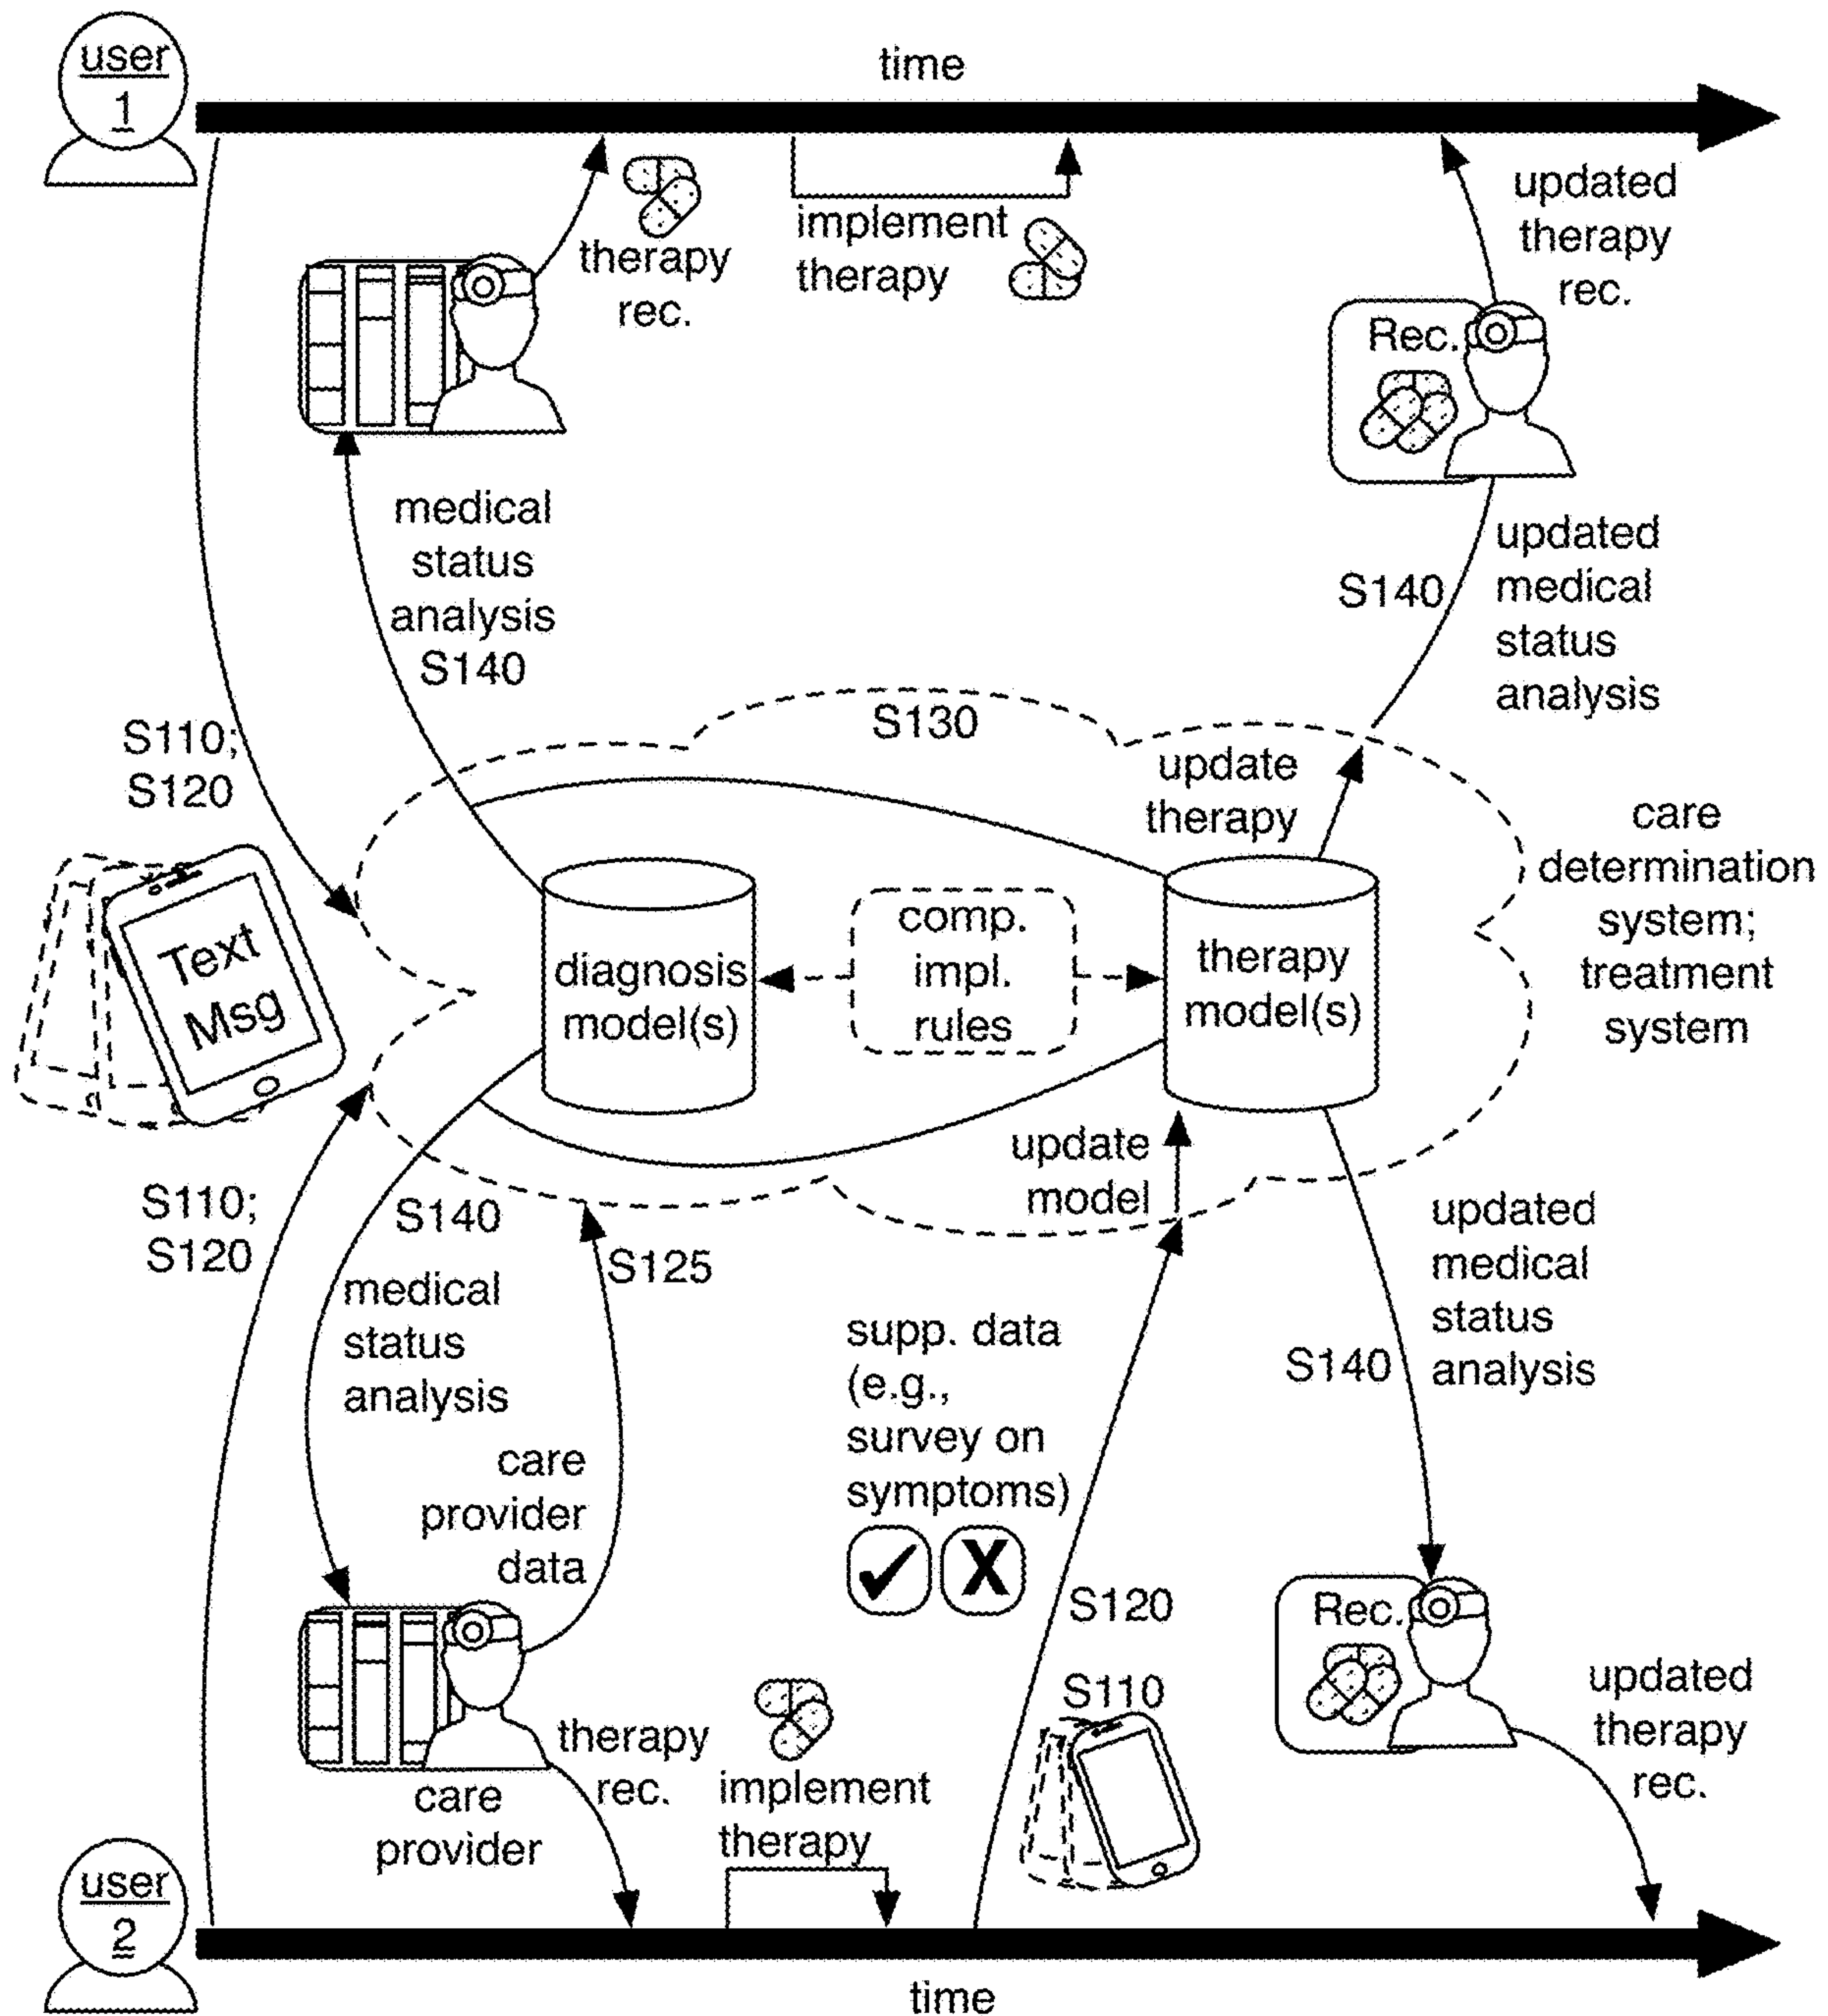 user
1
time
therapy
rec.
implement
therapy
updated
therapy
rec.
Rec.
medical
status
analysis
S140
S140
updated
medical
status
analysis
S110;
S120
S130
update
therapy
care
determination
system;
treatment
system
Text
Msg
diagnosis
model(s)
comp.
impl.
rules
therapy
model(s)
update
model
S110;
S120
S140
medical
status
analysis
S125
care
provider
data
supp. data
(e.g.,
survey on
symptoms)
✓ X
S120
S110
S140
updated
medical
status
analysis
Rec.
updated
therapy
rec.
care
provider
therapy
rec.
implement
therapy
user
2
time